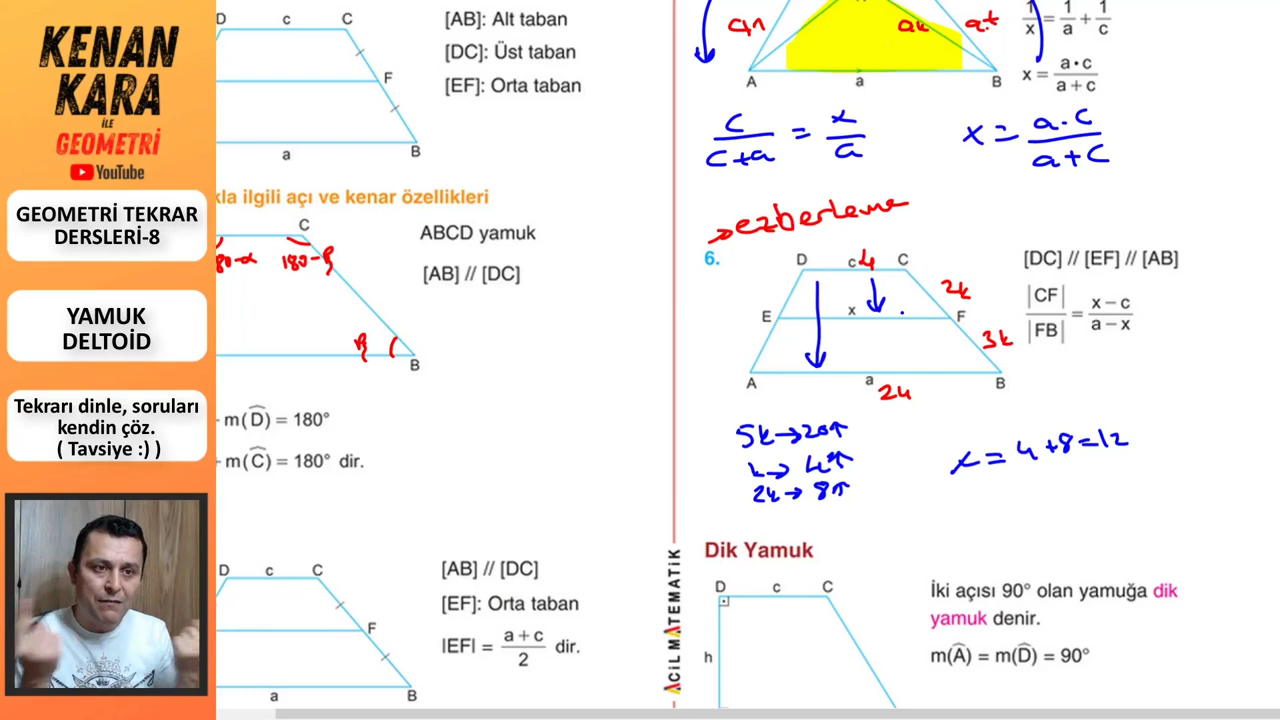 KENAN
KARA
İLE
GEOMETRİ
YouTube
GEOMETRİ TEKRAR
DERSLERİ-8
YAMUK
DELTOİD
Tekrarı dinle, soruları
kendin çöz.
( Tavsiye :) )
D c C
F
a B
[AB]: Alt taban
[DC]: Üst taban
[EF]: Orta taban
kla ilgili açı ve kenar özellikleri
C
80-α 180-β
β
B
ABCD yamuk
[AB] // [DC]
m(D) = 180°
m(C) = 180° dir.
D c C
F
a B
[AB] // [DC]
[EF]: Orta taban
|EF| = a+c / 2 dir.
ak
A a B
1/x = 1/a + 1/c
x = a•c / a+c
c / c+a = x / a
x = a.c / a+c
→ezberleme
6.
D c 4 C
2k
E x F
3k
A a B
24
[DC] // [EF] // [AB]
|CF| / |FB| = x–c / a–x
5k→20↑
k→ 4↑
2k→ 8↑
x = 4+8=12
ACİL MATEMATİK
Dik Yamuk
D c C
h
İki açısı 90° olan yamuğa dik
yamuk denir.
m(A) = m(D) = 90°